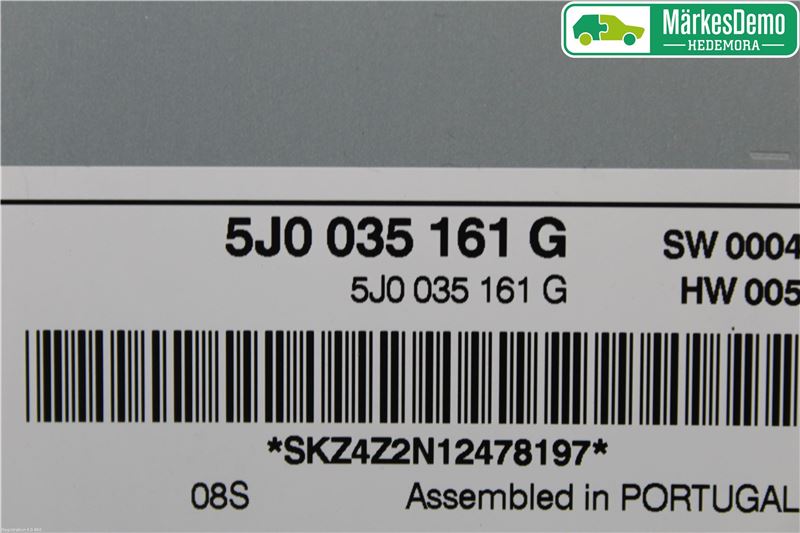 MärkesDemo
HEDEMORA
5J0 035 161 G SW 0004
5J0 035 161 G HW 005
*SKZ4Z2N12478197*
08S Assembled in PORTUGAL